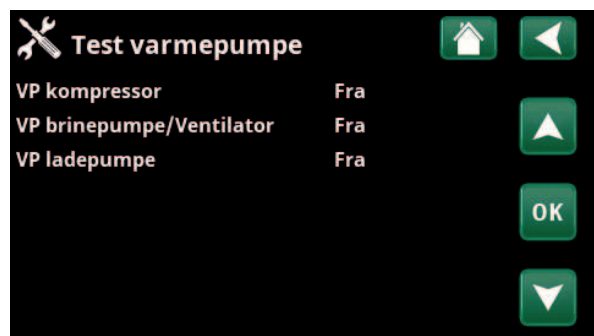 Test varmepumpe
VP kompressor Fra
VP brinepumpe/Ventilator Fra
VP ladepumpe Fra
OK